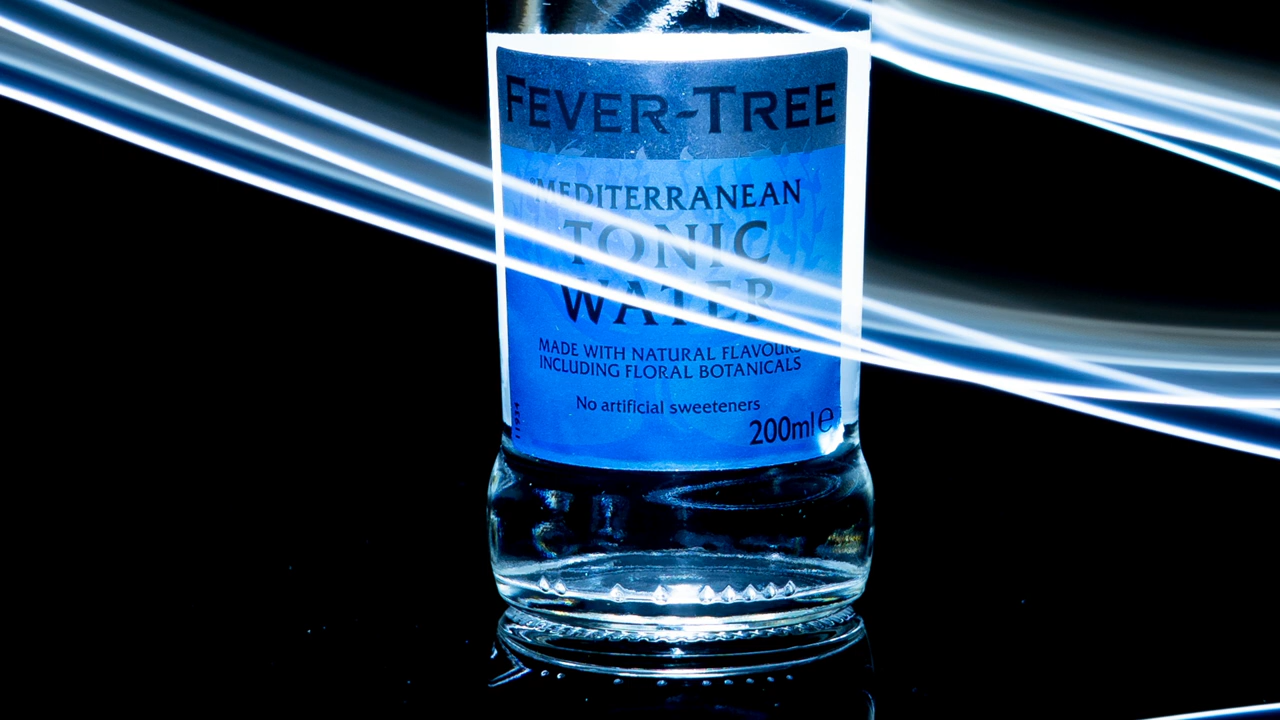 FEVER-TREE
MEDITERRANEAN
TONIC
WATER
MADE WITH NATURAL FLAVOURS
INCLUDING FLORAL BOTANICALS
No artificial sweeteners
200ml ℮